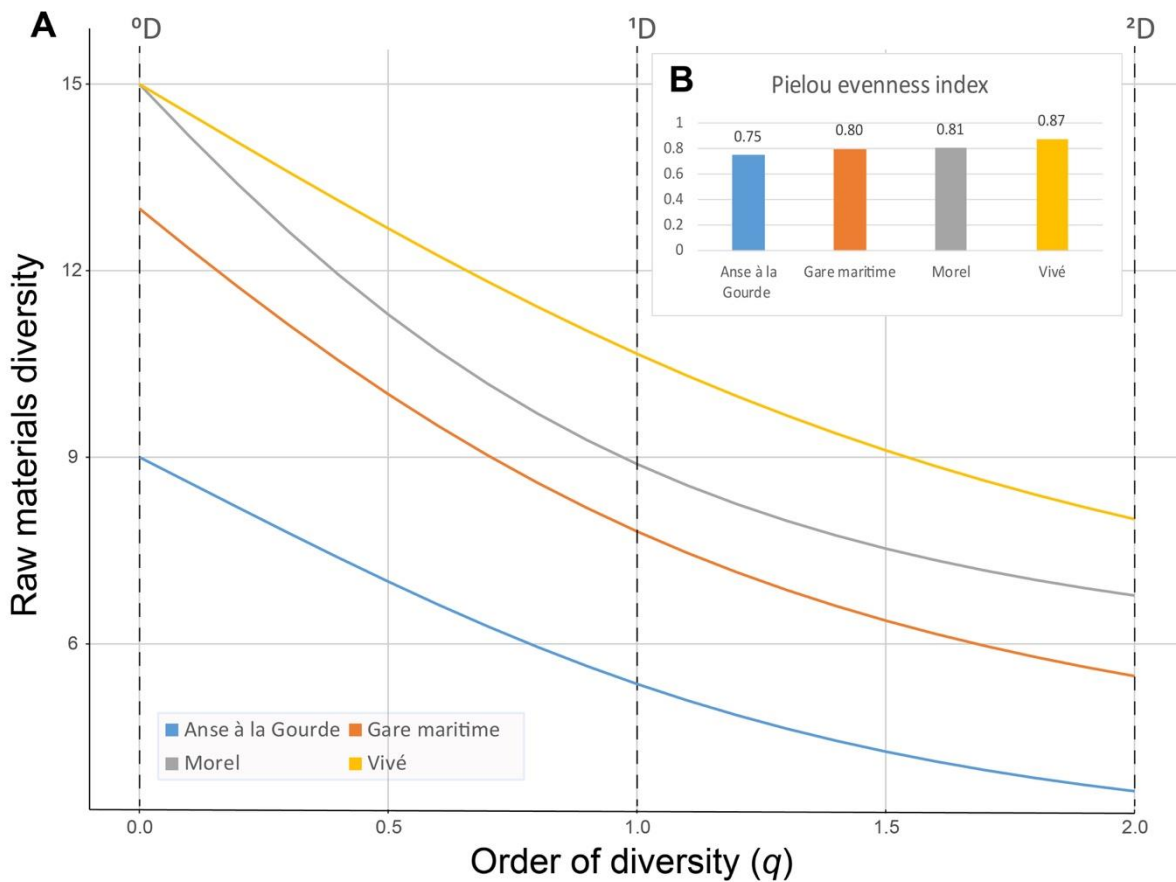 A
⁰D
¹D
²D
Raw materials diversity
15
12
9
6
B
Pielou evenness index
1
0.8
0.6
0.4
0.2
0
0.75
0.80
0.81
0.87
Anse à la
Gourde
Gare maritime
Morel
Vivé
Anse à la Gourde
Gare maritime
Morel
Vivé
0.0
0.5
1.0
1.5
2.0
Order of diversity (q)